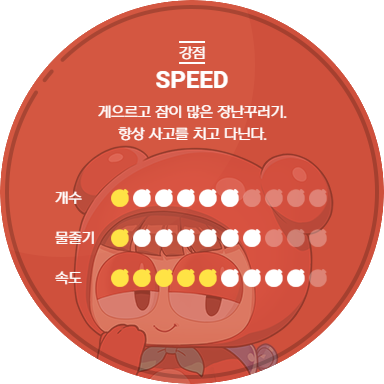 강점
SPEED
게으르고 잠이 많은 장난꾸러기.
항상 사고를 치고 다닌다.
개수
물줄기
속도